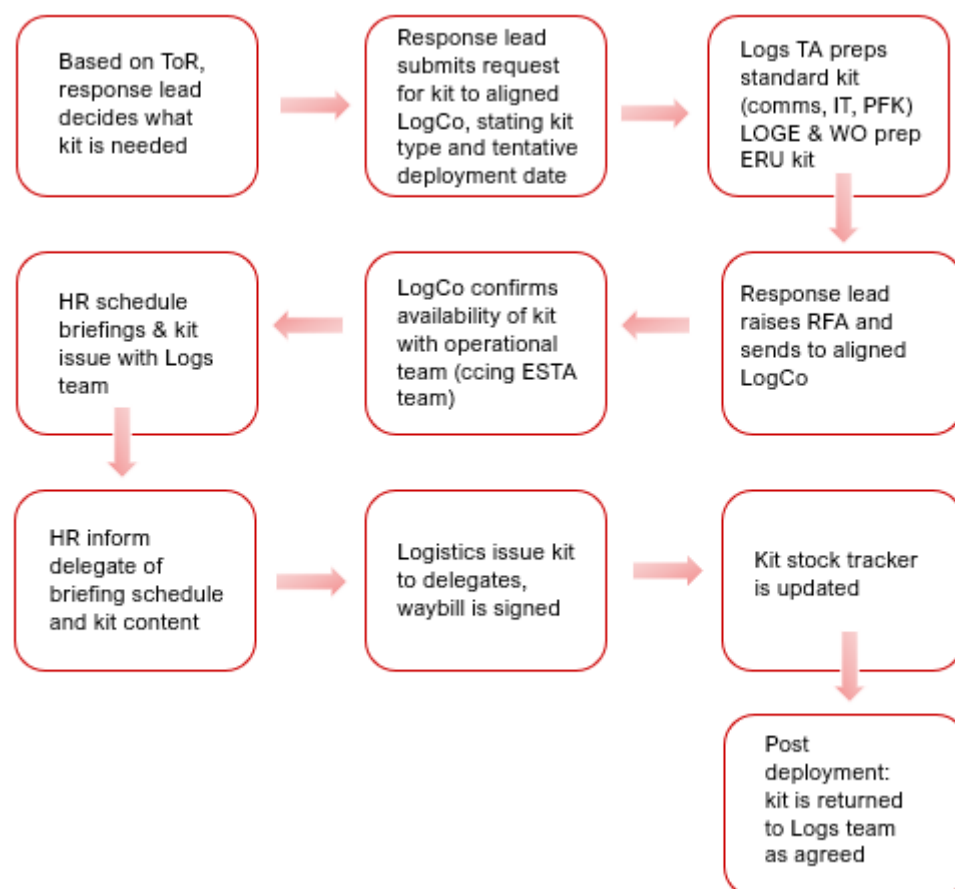 Based on ToR,
response lead
decides what
kit is needed
Response lead
submits request
for kit to aligned
LogCo, stating kit
type and tentative
deployment date
Logs TA preps
standard kit
(comms, IT, PFK)
LOGE & WO prep
ERU kit
Response lead
raises RFA and
sends to aligned
LogCo
LogCo confirms
availability of kit
with operational
team (ccing ESTA
team)
HR schedule
briefings & kit
issue with Logs
team
HR inform
delegate of
briefing schedule
and kit content
Logistics issue kit
to delegates,
waybill is signed
Kit stock tracker
is updated
Post
deployment:
kit is returned
to Logs team
as agreed